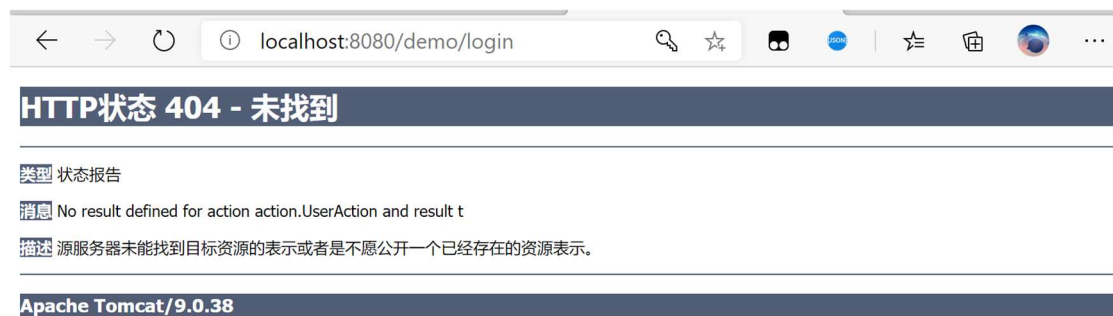 localhost:8080/demo/login
JSON
HTTP状态 404 - 未找到
类型 状态报告
消息 No result defined for action action.UserAction and result t
描述 源服务器未能找到目标资源的表示或者是不愿公开一个已经存在的资源表示。
Apache Tomcat/9.0.38